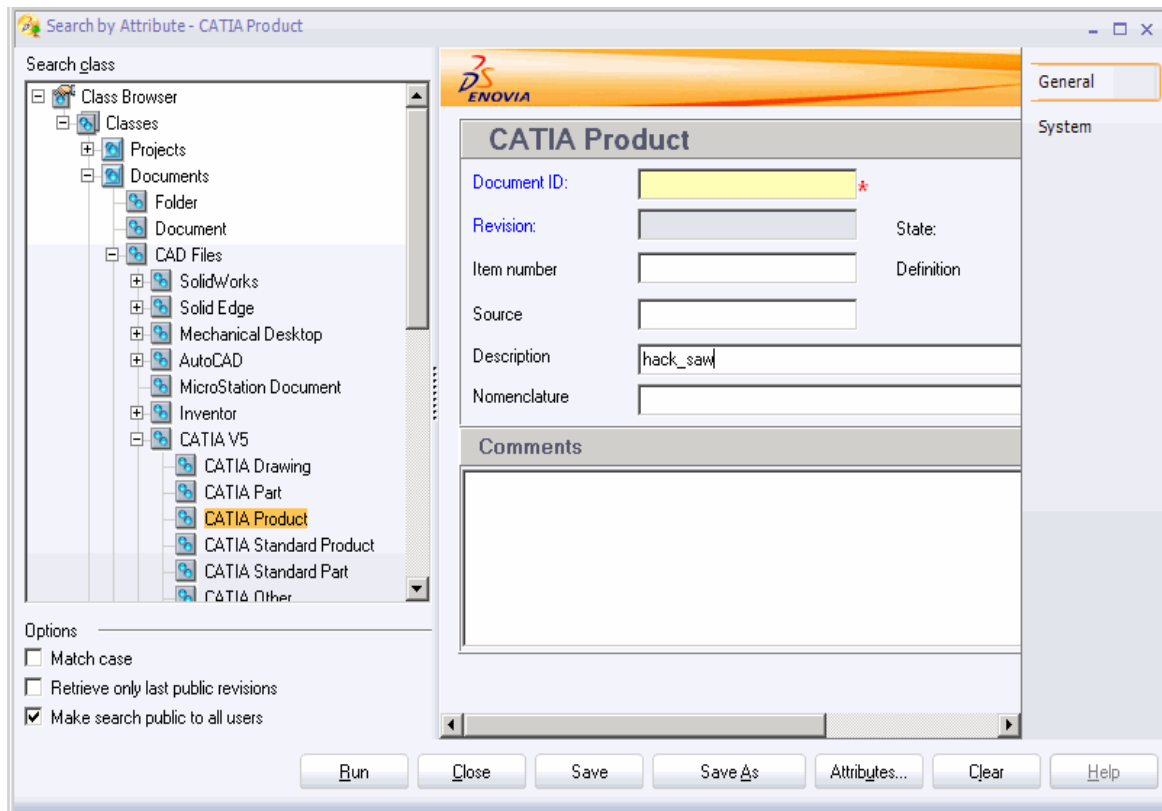 Search by Attribute - CATIA Product
Search class
Class Browser
Classes
Projects
Documents
Folder
Document
CAD Files
SolidWorks
Solid Edge
Mechanical Desktop
AutoCAD
MicroStation Document
Inventor
CATIA V5
CATIA Drawing
CATIA Part
CATIA Product
CATIA Standard Product
CATIA Standard Part
CATIA Other
Options
Match case
Retrieve only last public revisions
Make search public to all users
DS
ENOVIA
CATIA Product
Document ID: *
Revision: State:
Item number Definition
Source
Description hack_saw
Nomenclature
Comments
General
System
Run Close Save Save As Attributes... Clear Help